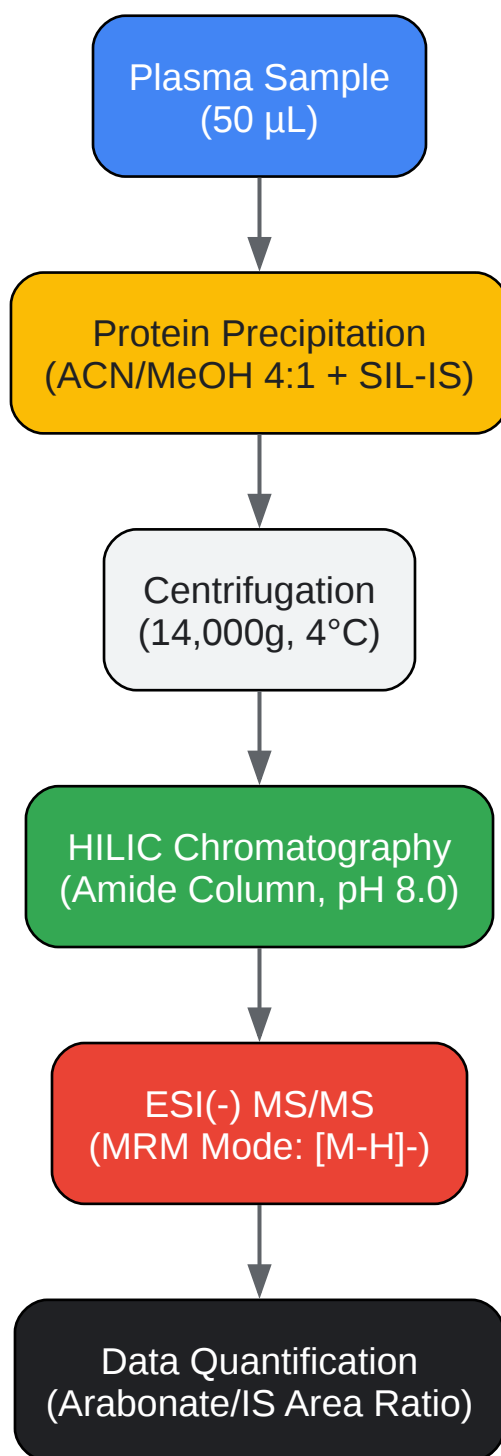 Plasma Sample
(50 µL)
Protein Precipitation
(ACN/MeOH 4:1 + SIL-IS)
Centrifugation
(14,000g, 4°C)
HILIC Chromatography
(Amide Column, pH 8.0)
ESI(-) MS/MS
(MRM Mode: [M-H]-)
Data Quantification
(Arabonate/IS Area Ratio)